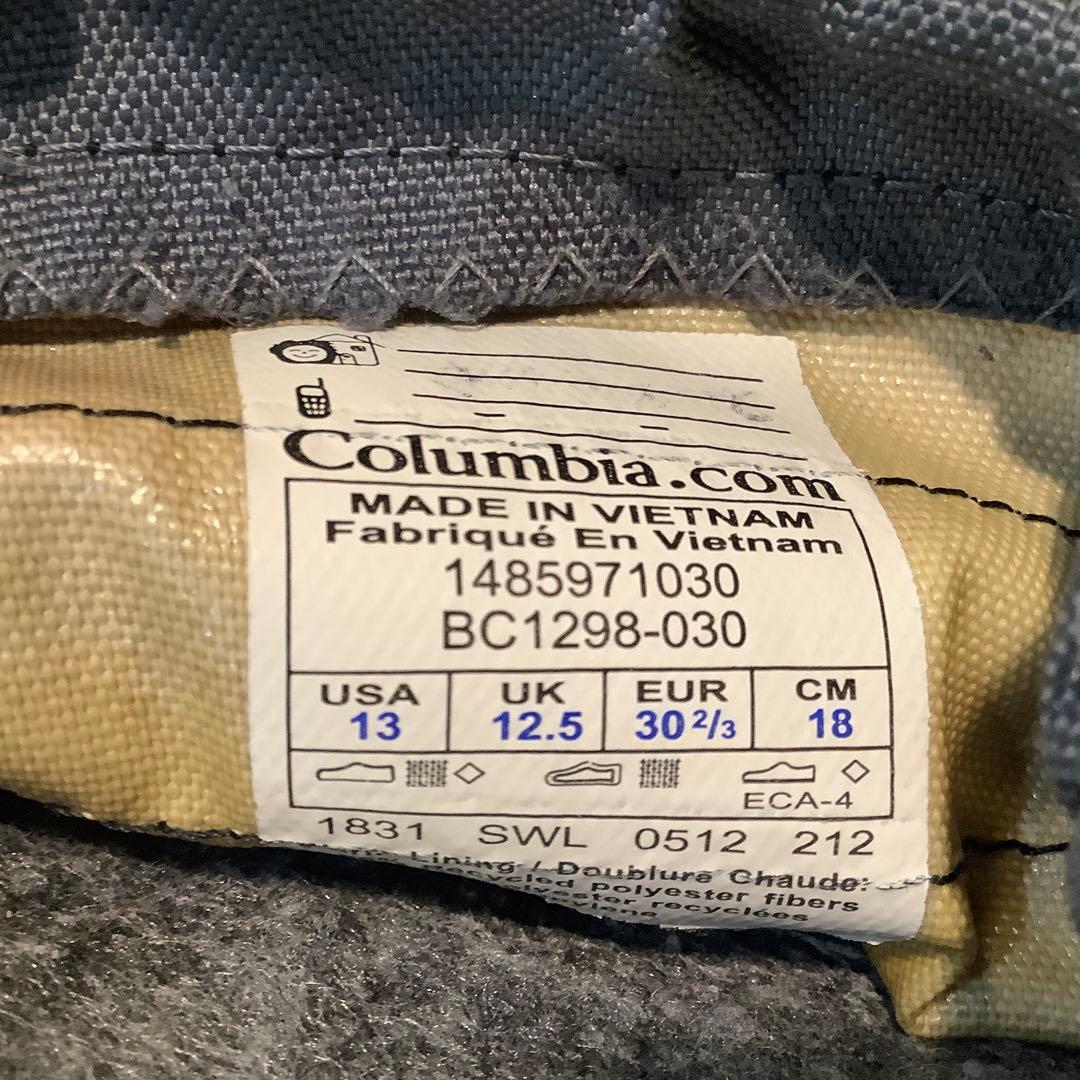 Columbia.com
MADE IN VIETNAM
Fabriqué En Vietnam
1485971030
BC1298-030
USA UK EUR CM
13 12.5 30 2/3 18
ECA-4
1831 SWL 0512 212
Lining / Doublure Chaude:
polyester fibers
recyclées